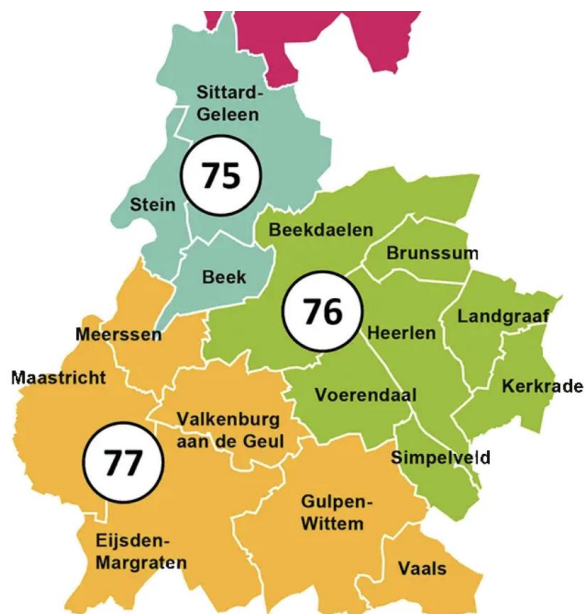 Sittard-
Geleen
75
Stein
Beekdaelen
Brunssum
Beek
76
Landgraaf
Meerssen
Heerlen
Maastricht
Kerkrade
Voerendaal
Valkenburg
aan de Geul
77
Simpelveld
Gulpen-
Wittem
Eijsden-
Margraten
Vaals